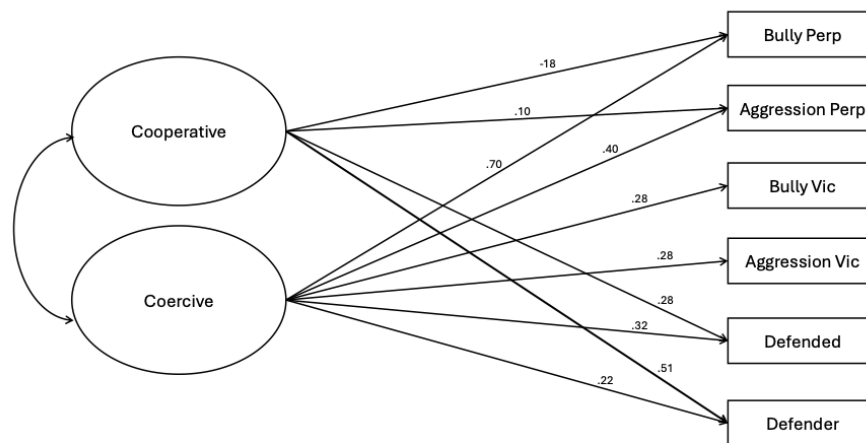 Bully Perp
-18
Aggression Perp
.10
Cooperative
.70
.40
Bully Vic
.28
Aggression Vic
.28
Coercive
.28
.32
Defended
.51
.22
Defender